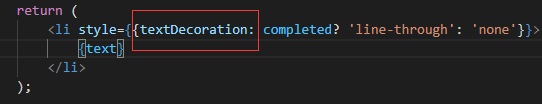 return (
<li style={{textDecoration: completed? 'line-through': 'none'}}>
{text}
</li>
);